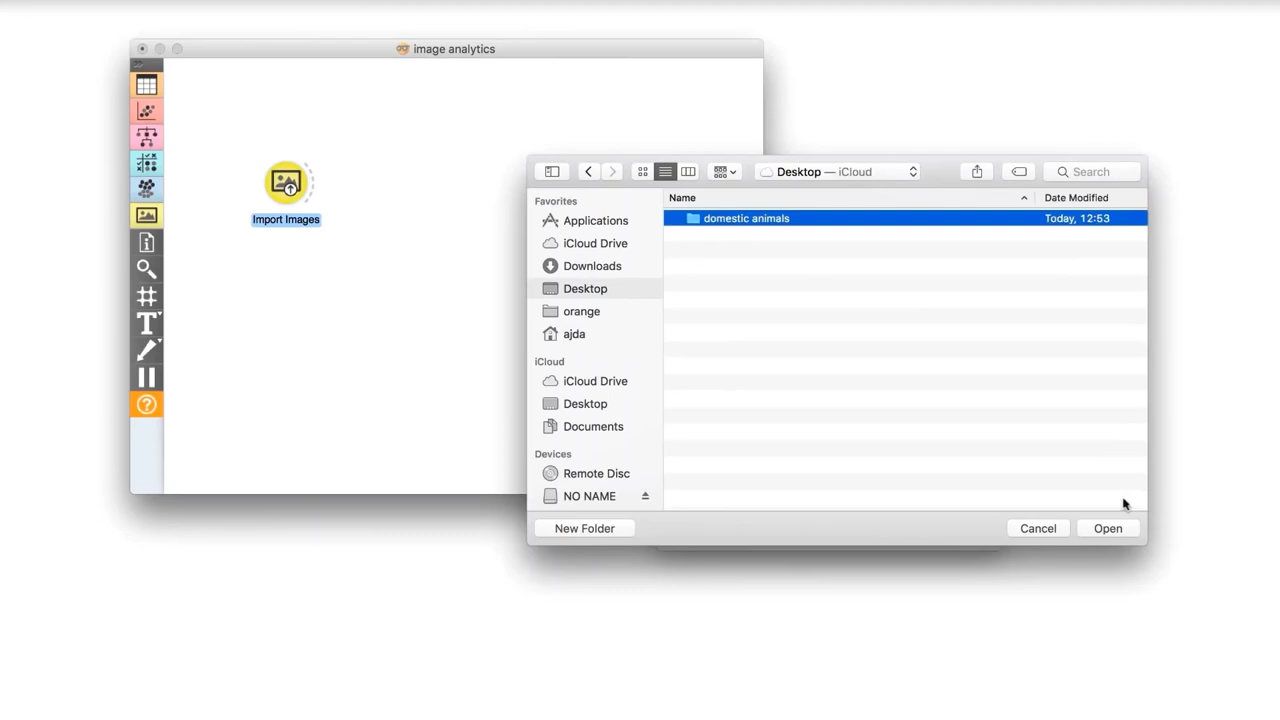 image analytics
Import Images
Desktop — iCloud
Search
Favorites
Applications
iCloud Drive
Downloads
Desktop
orange
ajda
iCloud
iCloud Drive
Desktop
Documents
Devices
Remote Disc
NO NAME
Name
Date Modified
domestic animals
Today, 12:53
New Folder
Cancel
Open